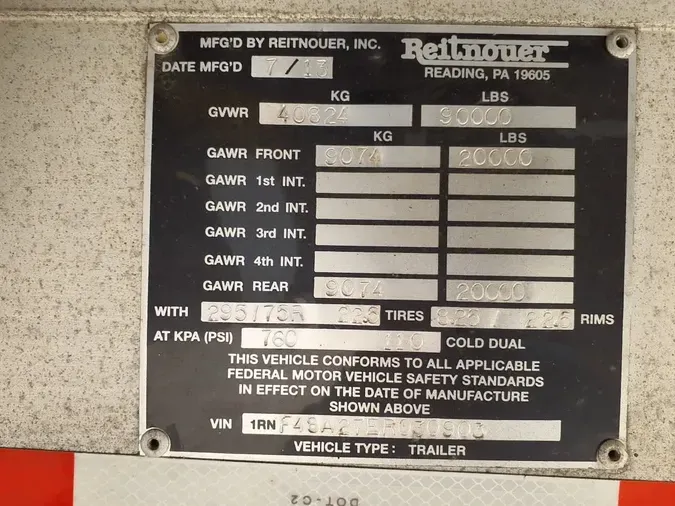 MFG'D BY REITNOUER, INC. Reitnouer
DATE MFG'D 7/13 READING, PA 19605
KG LBS
GVWR 40824 90000
KG LBS
GAWR FRONT 9074 20000
GAWR 1st INT.
GAWR 2nd INT.
GAWR 3rd INT.
GAWR 4th INT.
GAWR REAR 9074 20000
WITH 295/75R 22.5 TIRES 8.25 / 22.5 RIMS
AT KPA (PSI) 760 110 COLD DUAL
THIS VEHICLE CONFORMS TO ALL APPLICABLE
FEDERAL MOTOR VEHICLE SAFETY STANDARDS
IN EFFECT ON THE DATE OF MANUFACTURE
SHOWN ABOVE
VIN 1RN
VEHICLE TYPE: TRAILER
DOT-C2